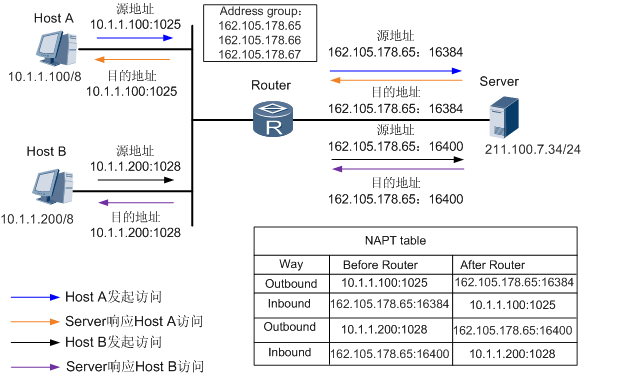 Host A
源地址
10.1.1.100:1025
10.1.1.100/8
目的地址
10.1.1.100:1025
Address group:
162.105.178.65
162.105.178.66
162.105.178.67
Router
R
源地址
162.105.178.65：16384
目的地址
162.105.178.65：16384
Server
211.100.7.34/24
Host B
源地址
10.1.1.200:1028
10.1.1.200/8
目的地址
10.1.1.200:1028
源地址
162.105.178.65：16400
目的地址
162.105.178.65：16400
NAPT table
Way Before Router After Router
Outbound 10.1.1.100:1025 162.105.178.65:16384
Inbound 162.105.178.65:16384 10.1.1.100:1025
Outbound 10.1.1.200:1028 162.105.178.65:16400
Inbound 162.105.178.65:16400 10.1.1.200:1028
Host A发起访问
Server响应Host A访问
Host B发起访问
Server响应Host B访问